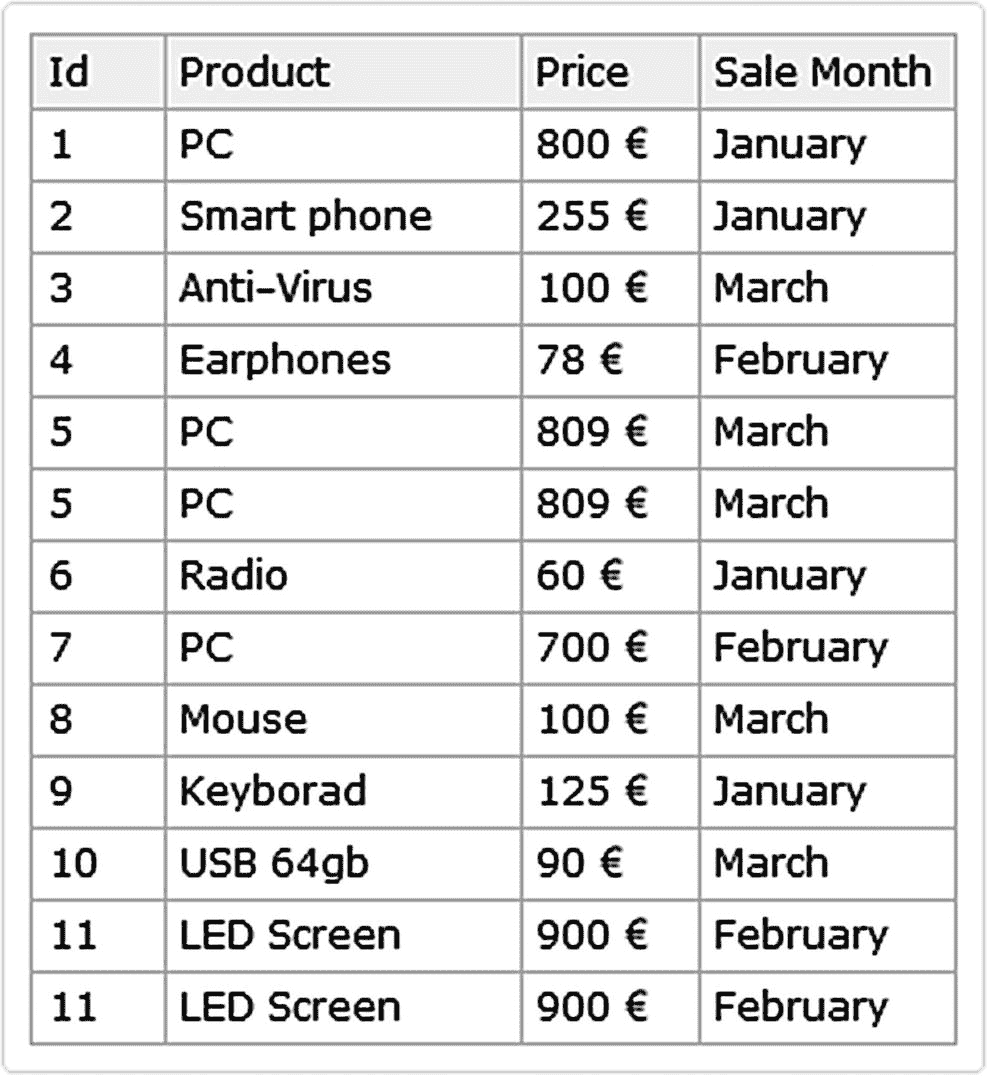 Id Product Price Sale Month
1 PC 800 € January
2 Smart phone 255 € January
3 Anti-Virus 100 € March
4 Earphones 78 € February
5 PC 809 € March
5 PC 809 € March
6 Radio 60 € January
7 PC 700 € February
8 Mouse 100 € March
9 Keyborad 125 € January
10 USB 64gb 90 € March
11 LED Screen 900 € February
11 LED Screen 900 € February